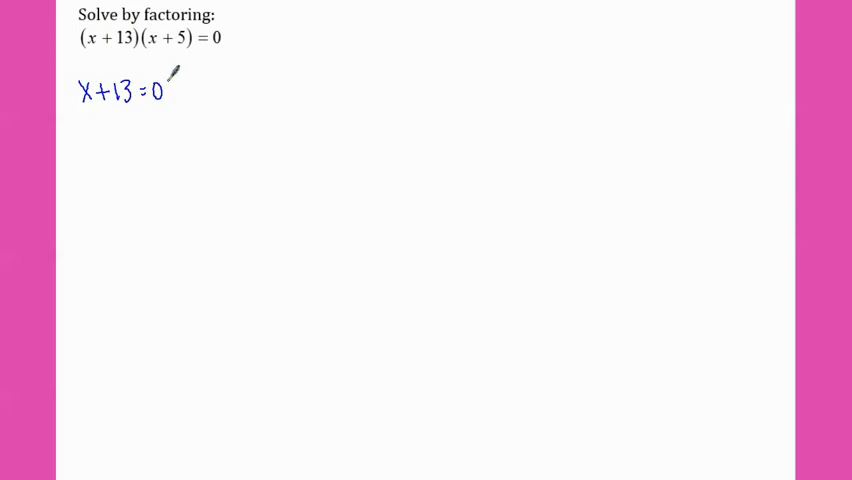 Solve by factoring:
(x + 13)(x + 5) = 0
x+13=0